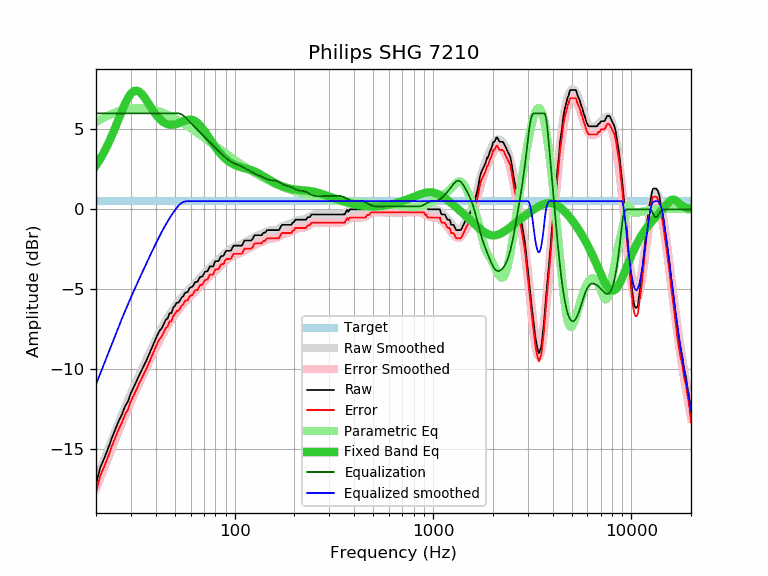 Philips SHG 7210
Amplitude (dBr)
5
0
−5
−10
−15
Target
Raw Smoothed
Error Smoothed
Raw
Error
Parametric Eq
Fixed Band Eq
Equalization
Equalized smoothed
100
1000
10000
Frequency (Hz)